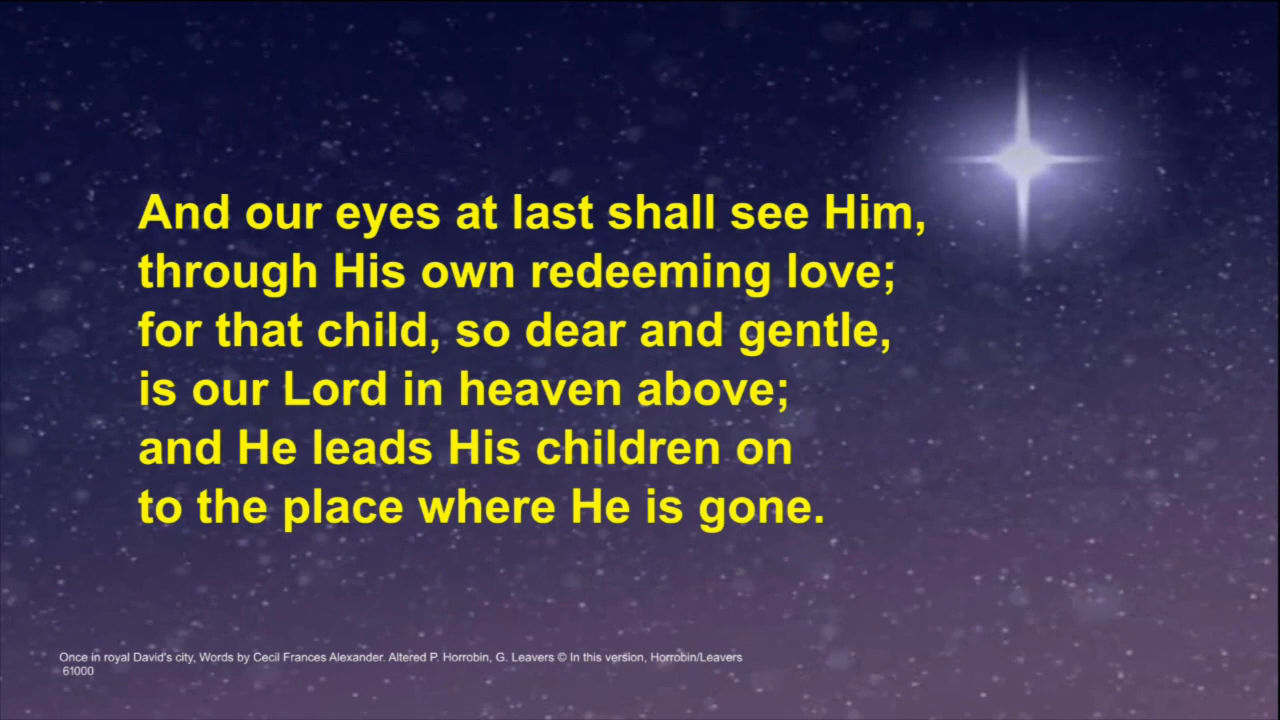 And our eyes at last shall see Him,
through His own redeeming love;
for that child, so dear and gentle,
is our Lord in heaven above;
and He leads His children on
to the place where He is gone.
Once in royal David's city, Words by Cecil Frances Alexander. Altered P. Horrobin, G. Leavers © In this version, Horrobin/Leavers
61000